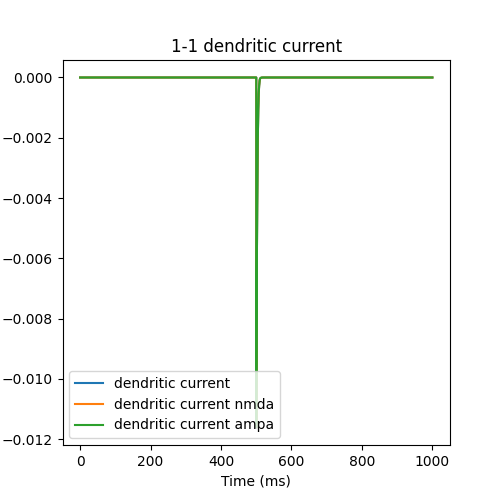 1-1 dendritic current
0.000
−0.002
−0.004
−0.006
−0.008
−0.010
−0.012
dendritic current
dendritic current nmda
dendritic current ampa
0 200 400 600 800 1000
Time (ms)